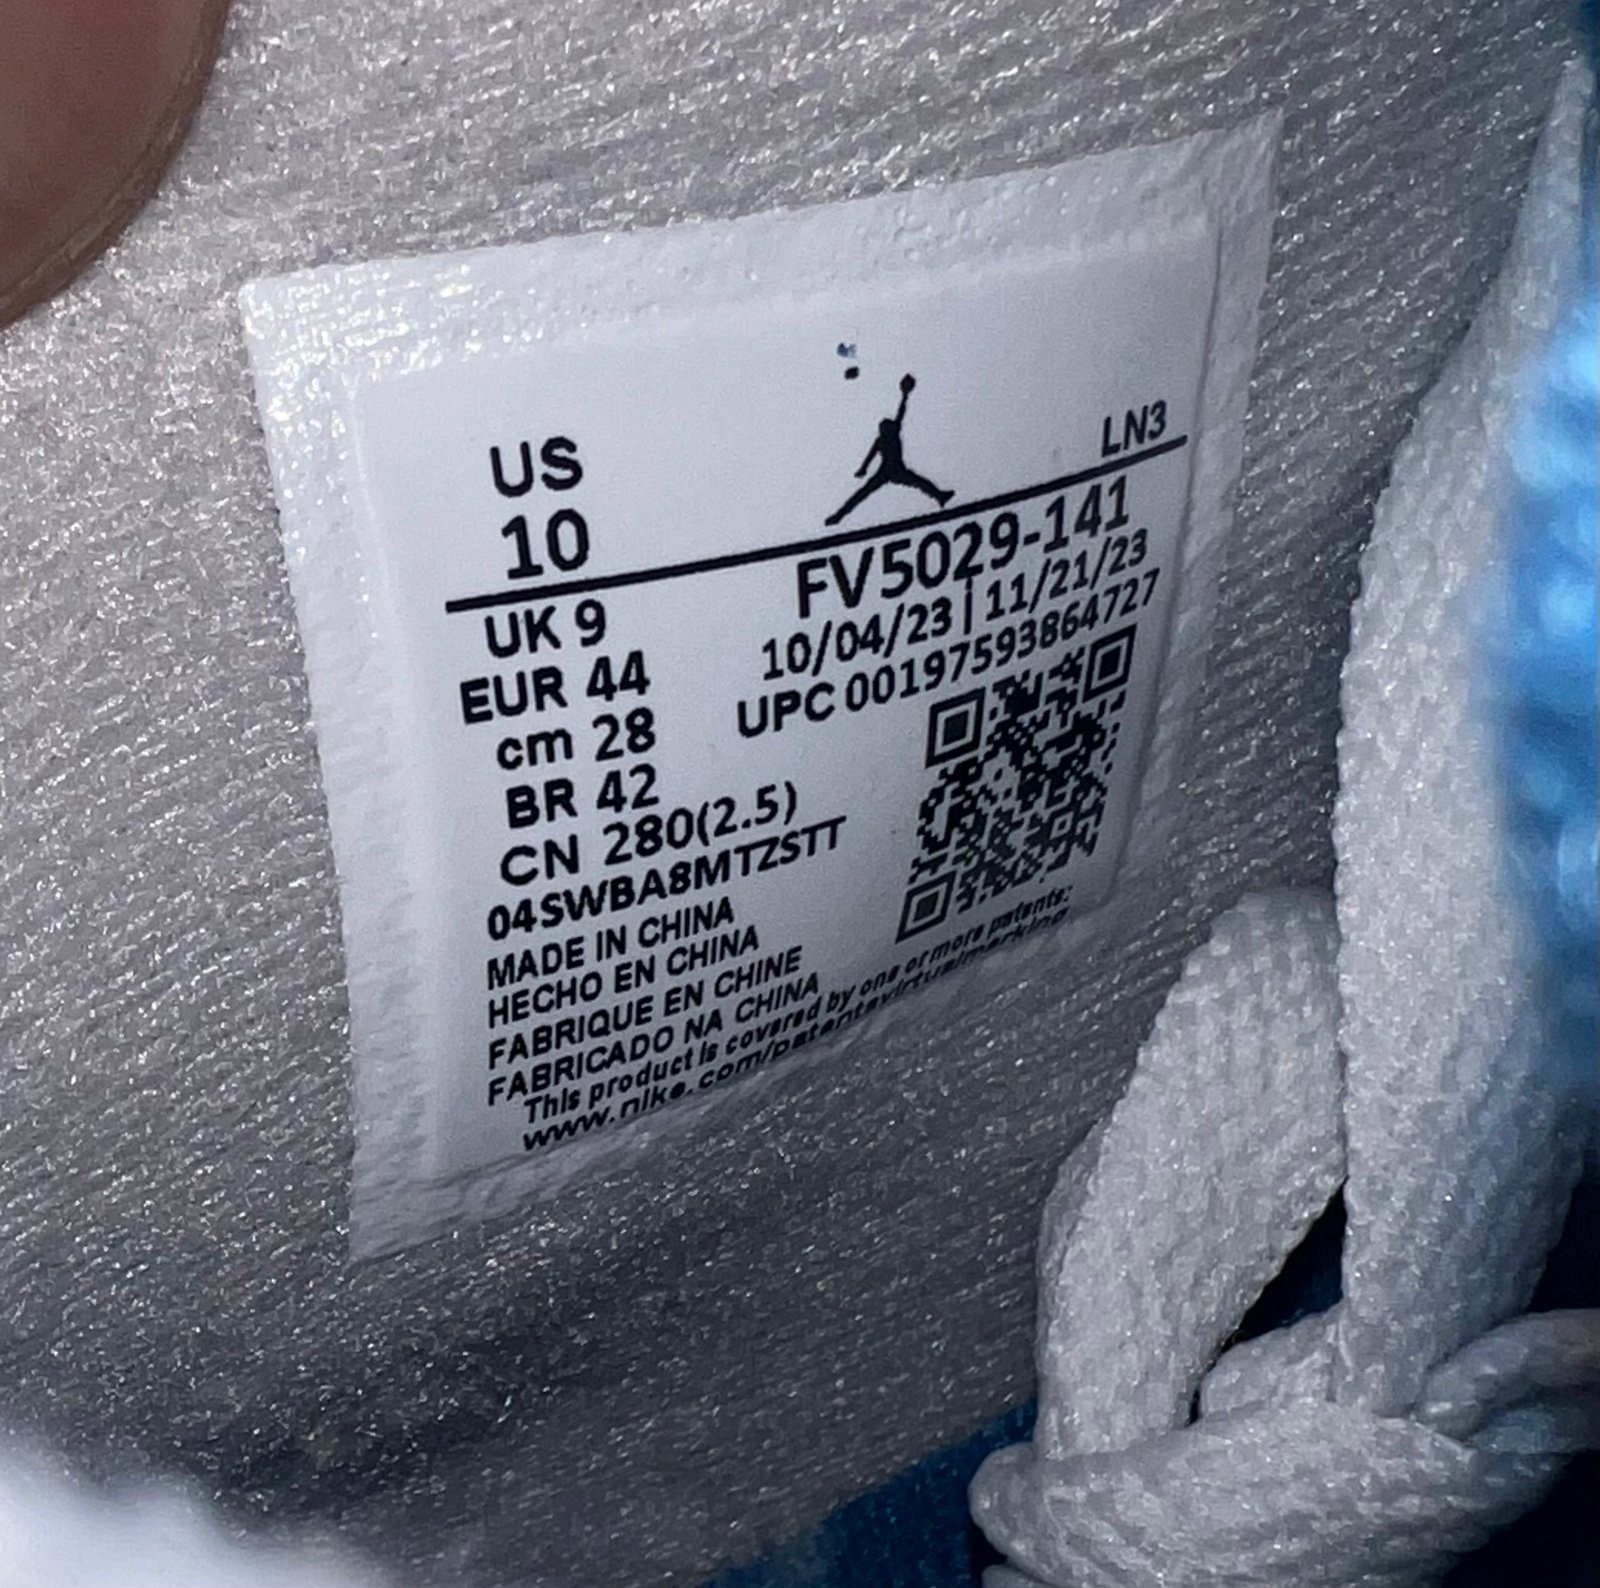 US
10
LN3
UK 9
EUR 44
cm 28
BR 42
CN 280(2.5)
FV5029-141
10/04/23 | 11/21/23
UPC 00197593864727
04SWBA8MTZSTT
MADE IN CHINA
HECHO EN CHINA
FABRIQUE EN CHINE
FABRICADO NA CHINA
This product is covered by one or more patents:
www.nike.com/patentsvirtualmarking